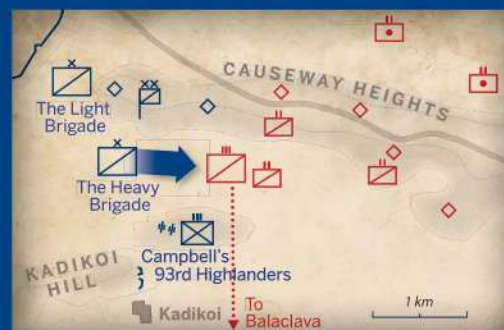 CAUSEWAY HEIGHTS
The Light
Brigade
The Heavy
Brigade
Campbell's
93rd Highlanders
KADIKOI
HILL
Kadikoi
To
Balaclava
1 km